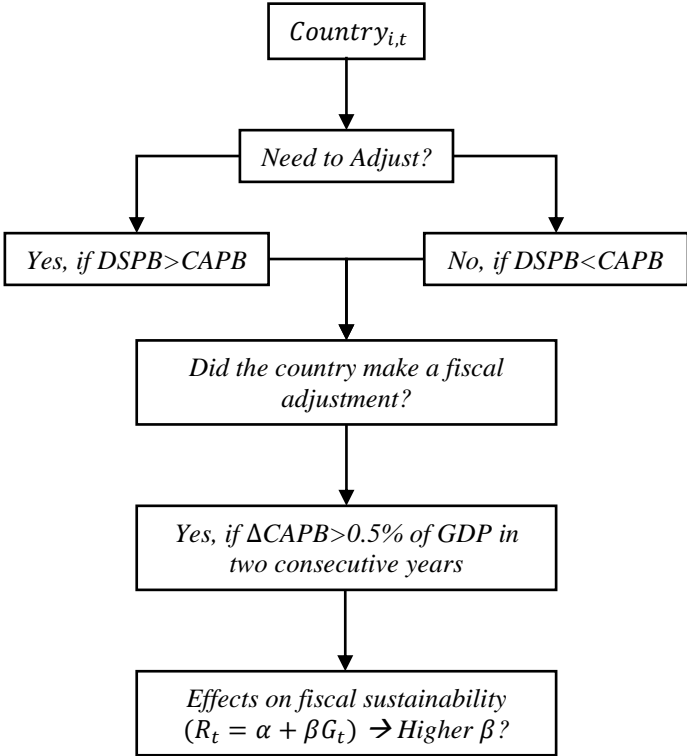 Country_{i,t}
Need to Adjust?
Yes, if DSPB>CAPB
No, if DSPB<CAPB
Did the country make a fiscal
adjustment?
Yes, if ΔCAPB>0.5% of GDP in
two consecutive years
Effects on fiscal sustainability
(R_t = α + βG_t) → Higher β?